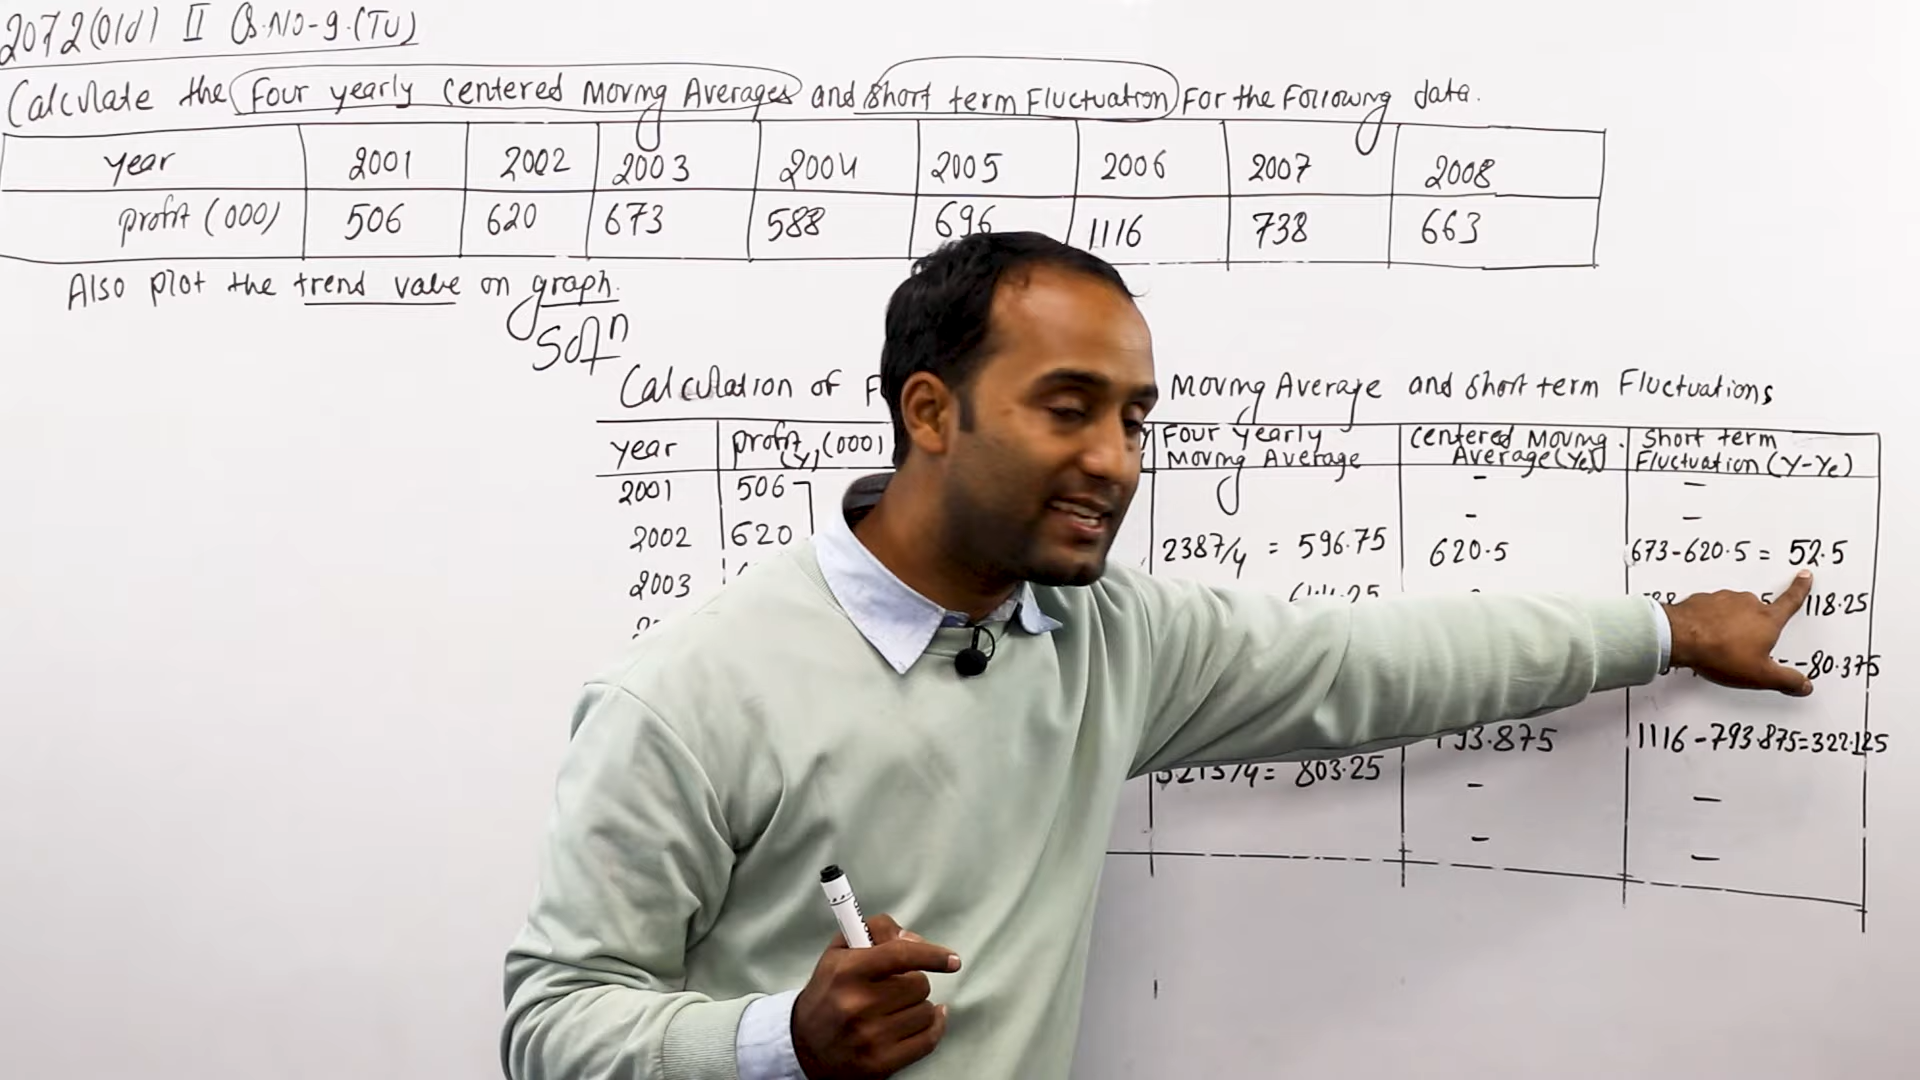 2072(Old) II Q.NO-9.(TU)
Calculate the Four yearly Centered Moving Averages and Short term Fluctuation For the Following data.
year 2001 2002 2003 2004 2005 2006 2007 2008
profit (000) 506 620 673 588 696 1116 738 663
Also plot the trend value on graph.
Solⁿ
Calculation of Moving Average and Short term Fluctuations
year profit (000) (Y) Four yearly Moving Average Centered Moving Average (Yc) Short term Fluctuation (Y-Yc)
2001 506 - -
2002 620 - -
2387/4 = 596.75 620.5 673-620.5 = 52.5
2003
118.25
-80.375
793.875 1116-793.875=322.125
3213/4 = 803.25 - -
- -